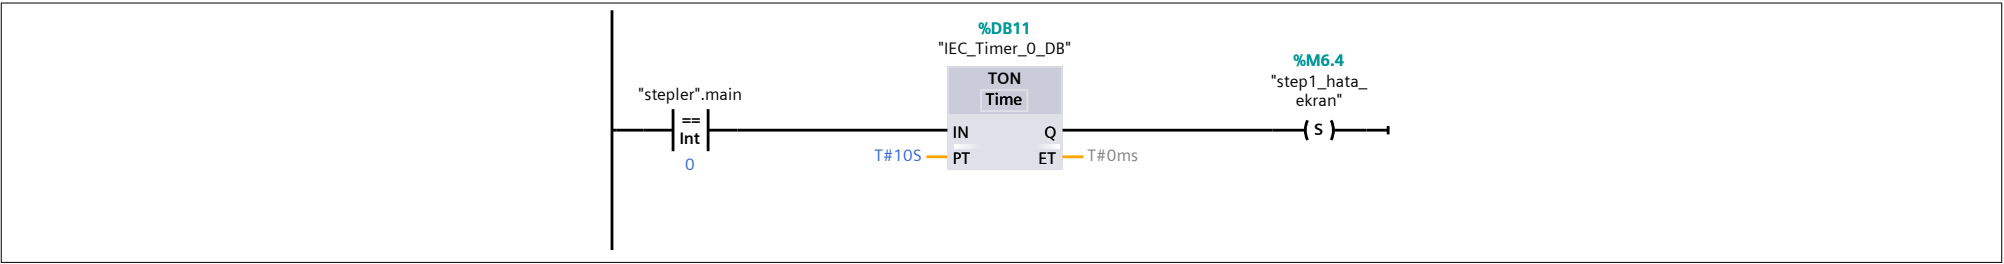 %DB11
"IEC_Timer_0_DB"
%M6.4
"step1_hata_
ekran"
"stepler".main
==
Int
0
TON
Time
IN
Q
T#10S
PT
ET
T#0ms
S